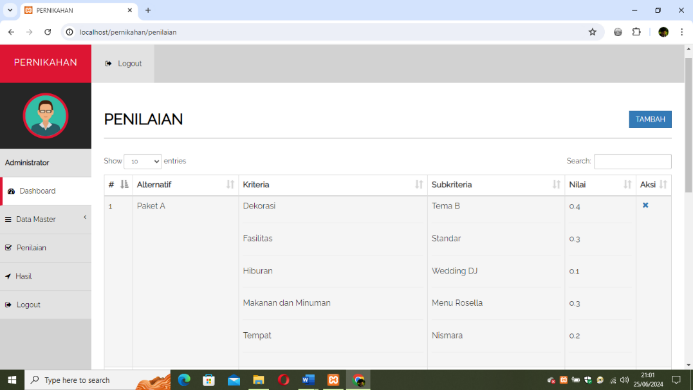 PERNIKAHAN
localhost/pernikahan/penilaian
PERNIKAHAN
Logout
PENILAIAN
TAMBAH
Administrator
Show 10 entries
Search:
Dashboard
# Alternatif Kriteria Subkriteria Nilai Aksi
Data Master
1 Paket A Dekorasi Tema B 0.4
Penilaian
Fasilitas Standar 0.3
Hasil
Hiburan Wedding DJ 0.1
Logout
Makanan dan Minuman Menu Rosella 0.3
Tempat Nismara 0.2
Type here to search
21:01
25/06/2024